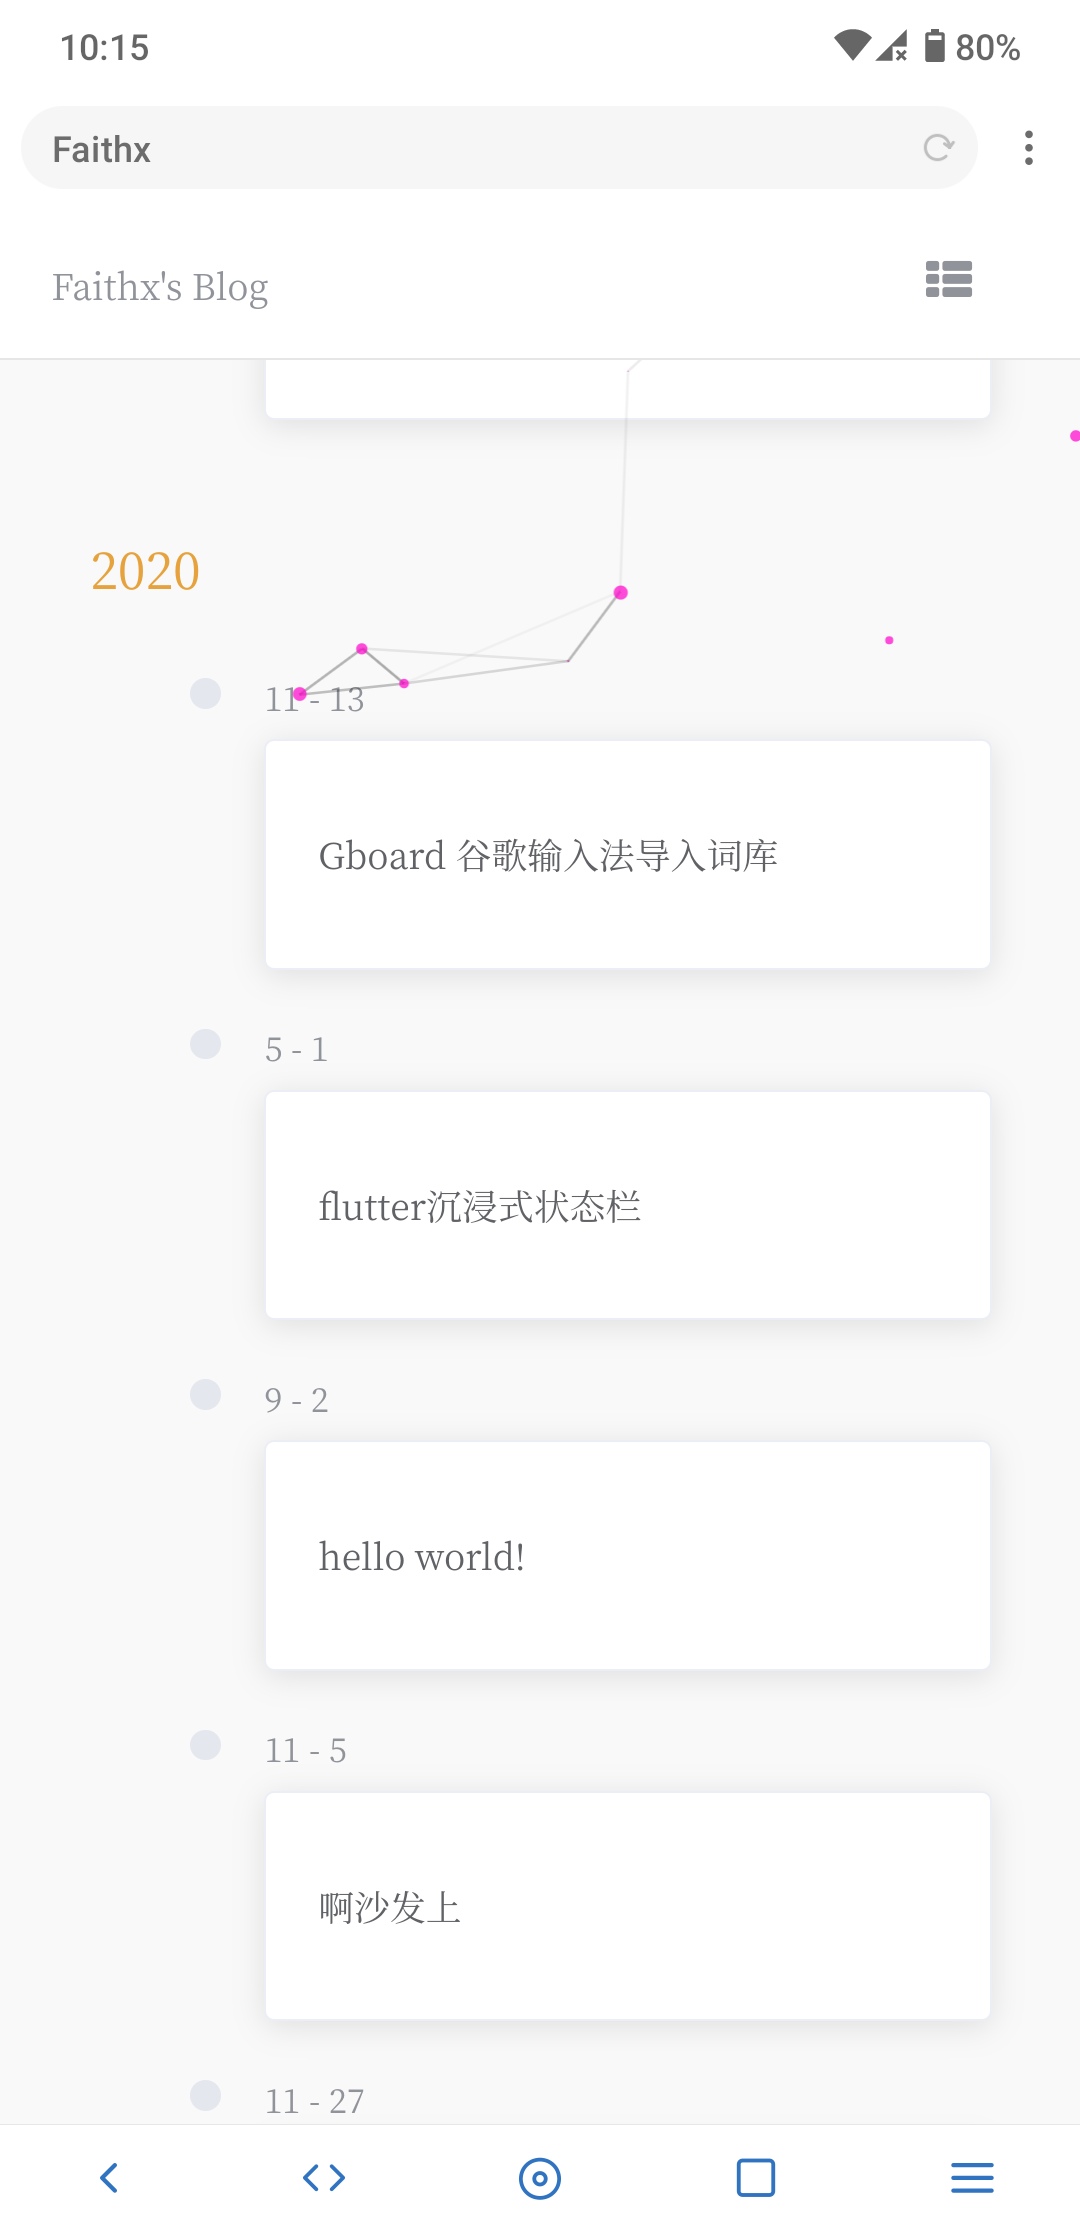 10:15
80%
Faithx
Faithx's Blog
2020
11 - 13
Gboard 谷歌输入法导入词库
5 - 1
flutter沉浸式状态栏
9 - 2
hello world!
11 - 5
啊沙发上
11 - 27